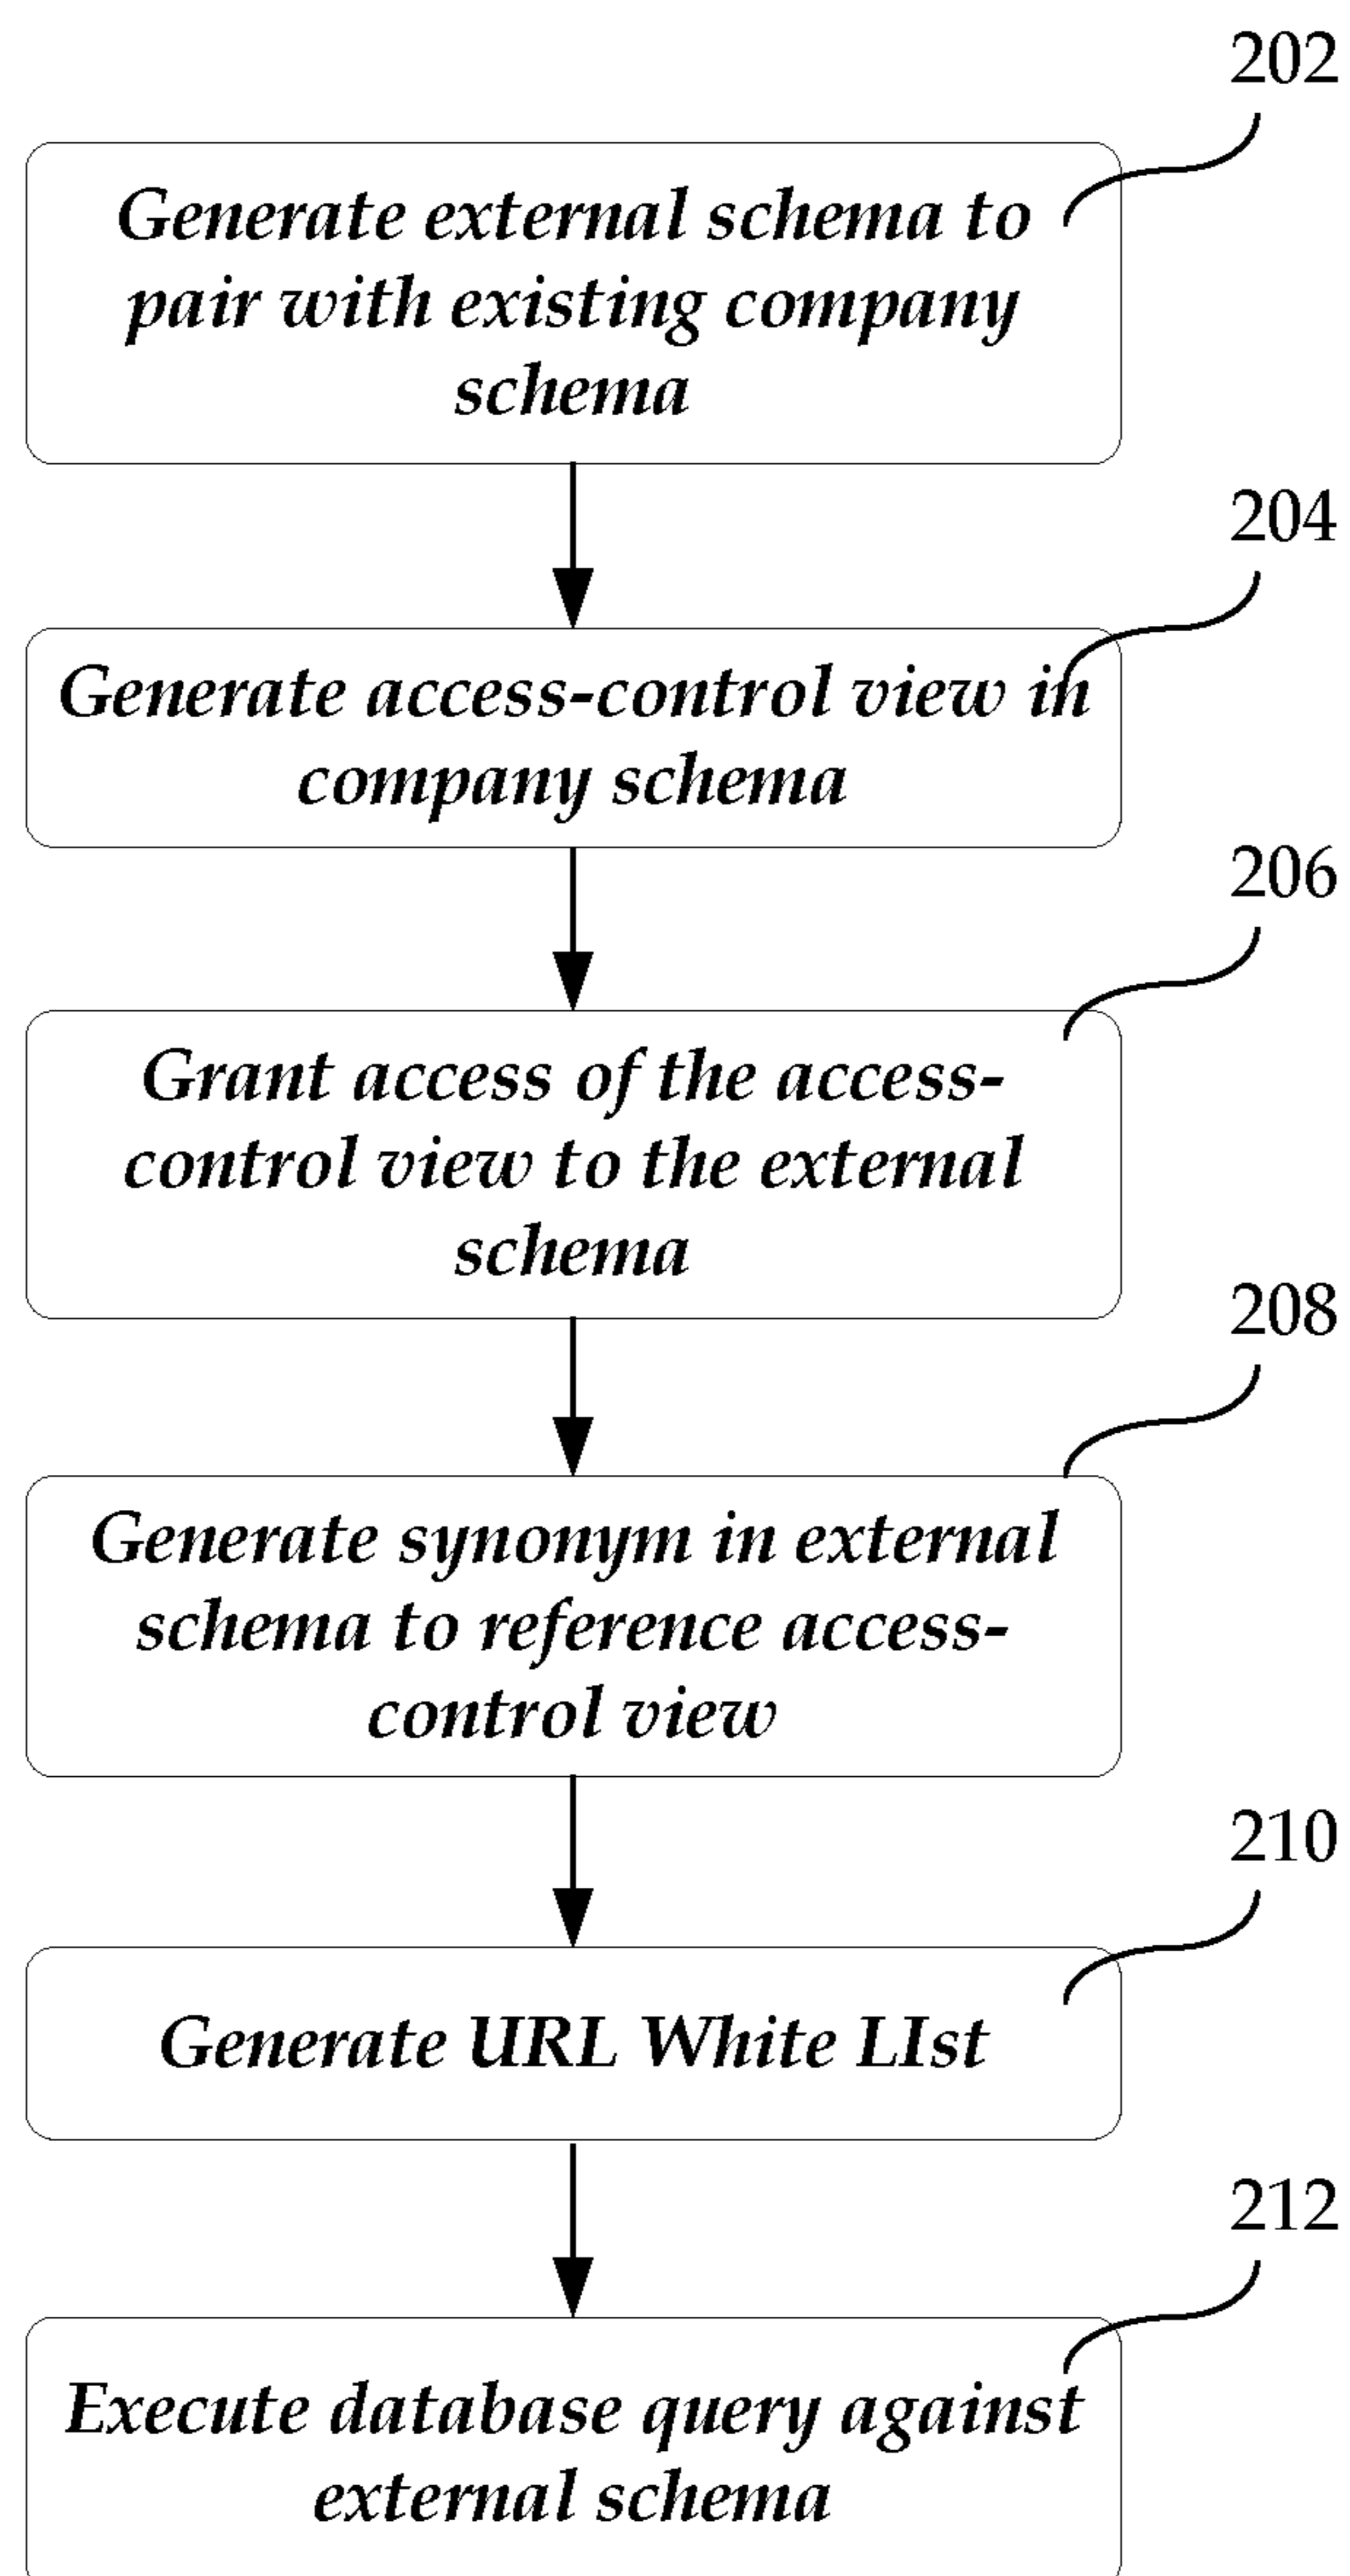 202
Generate external schema to
pair with existing company
schema
204
Generate access-control view in
company schema
206
Grant access of the access-
control view to the external
schema
208
Generate synonym in external
schema to reference access-
control view
210
Generate URL White LIst
212
Execute database query against
external schema